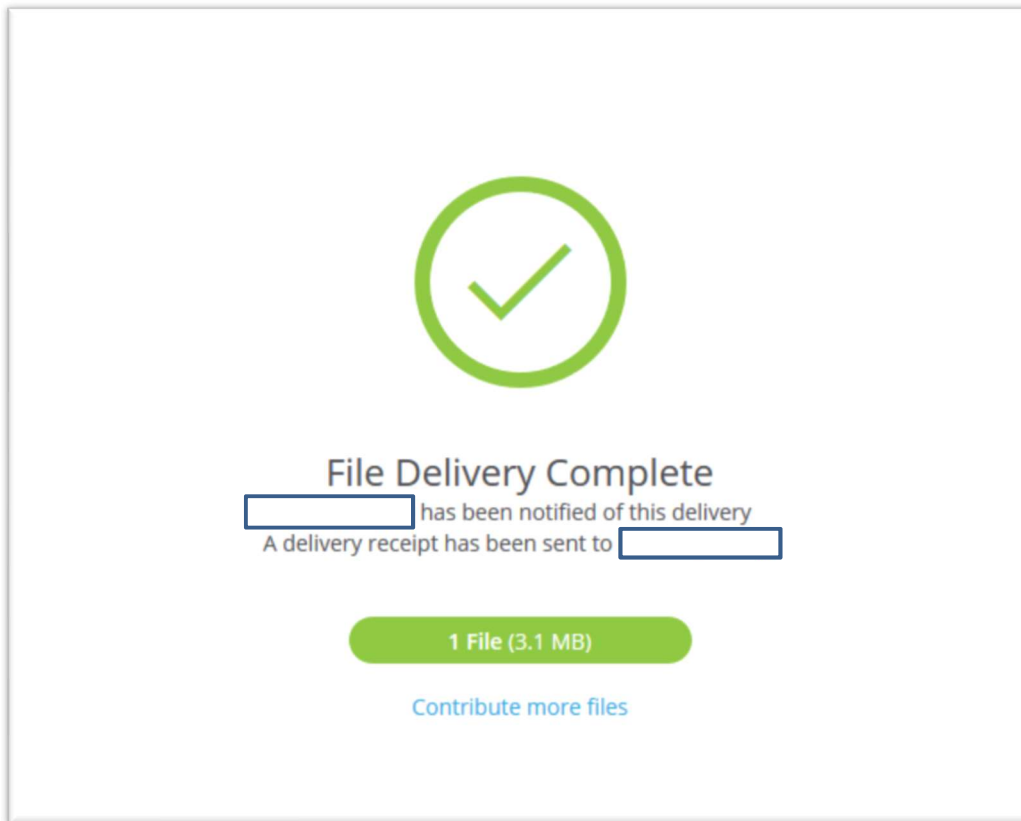 File Delivery Complete
has been notified of this delivery
A delivery receipt has been sent to
1 File (3.1 MB)
Contribute more files